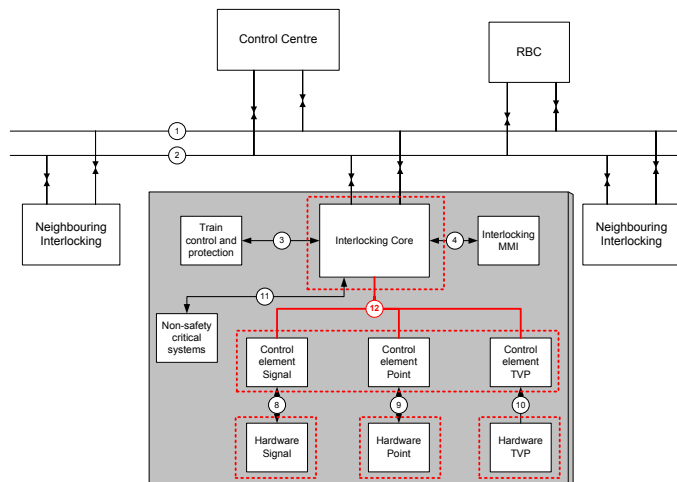 Control Centre
RBC
1
2
Neighbouring
Interlocking
Train
control and
protection
3
Interlocking Core
4
Interlocking
MMI
Neighbouring
Interlocking
11
12
Non-safety
critical
systems
Control
element
Signal
Control
element
Point
Control
element
TVP
8
9
10
Hardware
Signal
Hardware
Point
Hardware
TVP